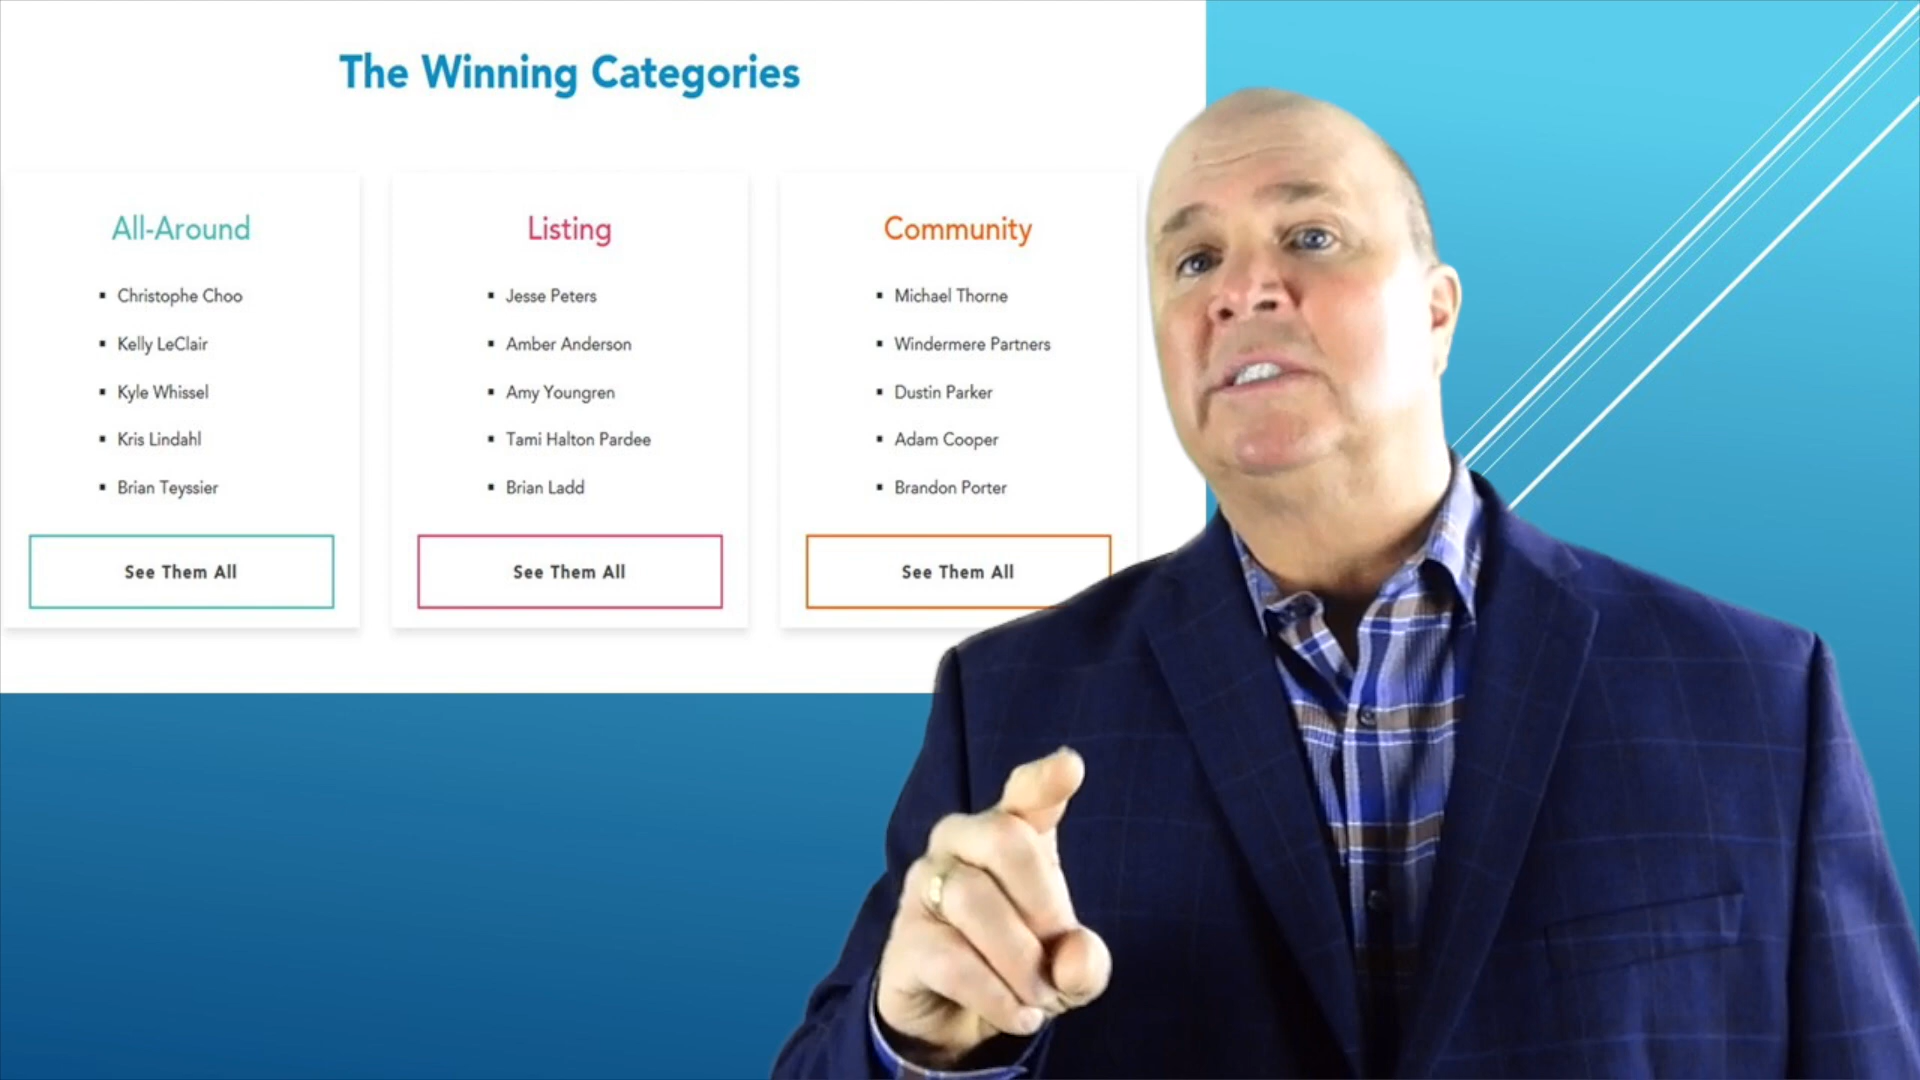 The Winning Categories
All-Around
Christophe Choo
Kelly LeClair
Kyle Whissel
Kris Lindahl
Brian Teyssier
See Them All
Listing
Jesse Peters
Amber Anderson
Amy Youngren
Tami Halton Pardee
Brian Ladd
See Them All
Community
Michael Thorne
Windermere Partners
Dustin Parker
Adam Cooper
Brandon Porter
See Them All